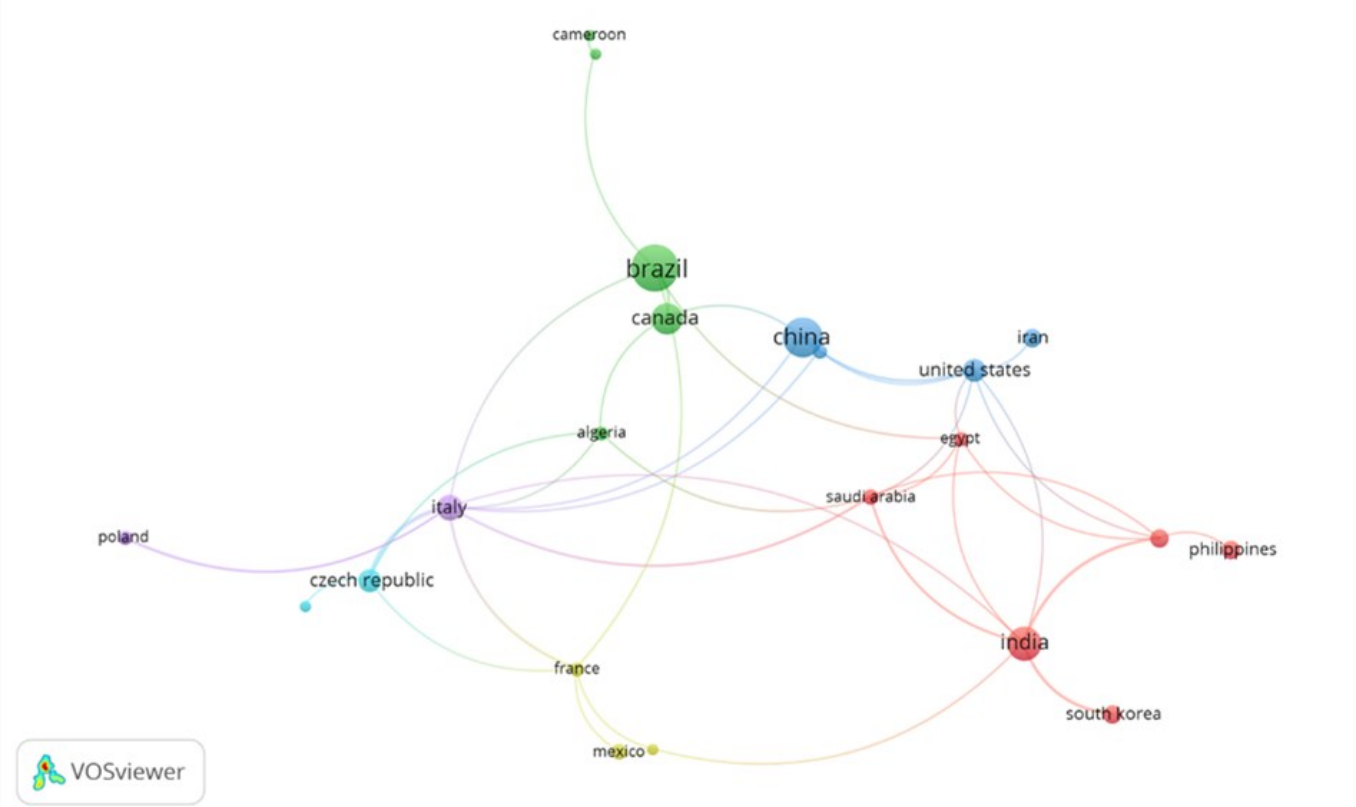 cameroon
brazil
canada
china
iran
united states
algeria
egypt
saudi arabia
italy
poland
philippines
czech republic
india
france
south korea
mexico
VOSviewer